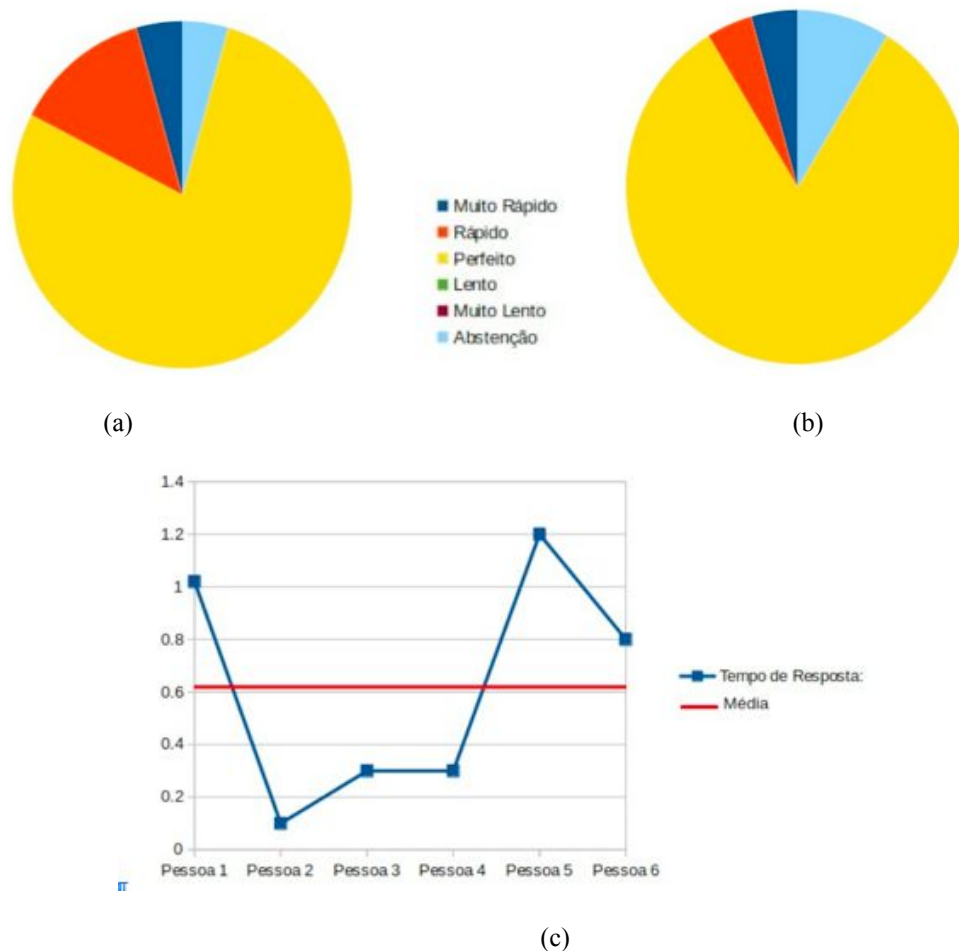 Muito Rápido
Rápido
Perfeito
Lento
Muito Lento
Abstenção
(a)
(b)
1.4
1.2
1
0.8
0.6
0.4
0.2
0
Pessoa 1 Pessoa 2 Pessoa 3 Pessoa 4 Pessoa 5 Pessoa 6
Tempo de Resposta:
Média
¶
(c)